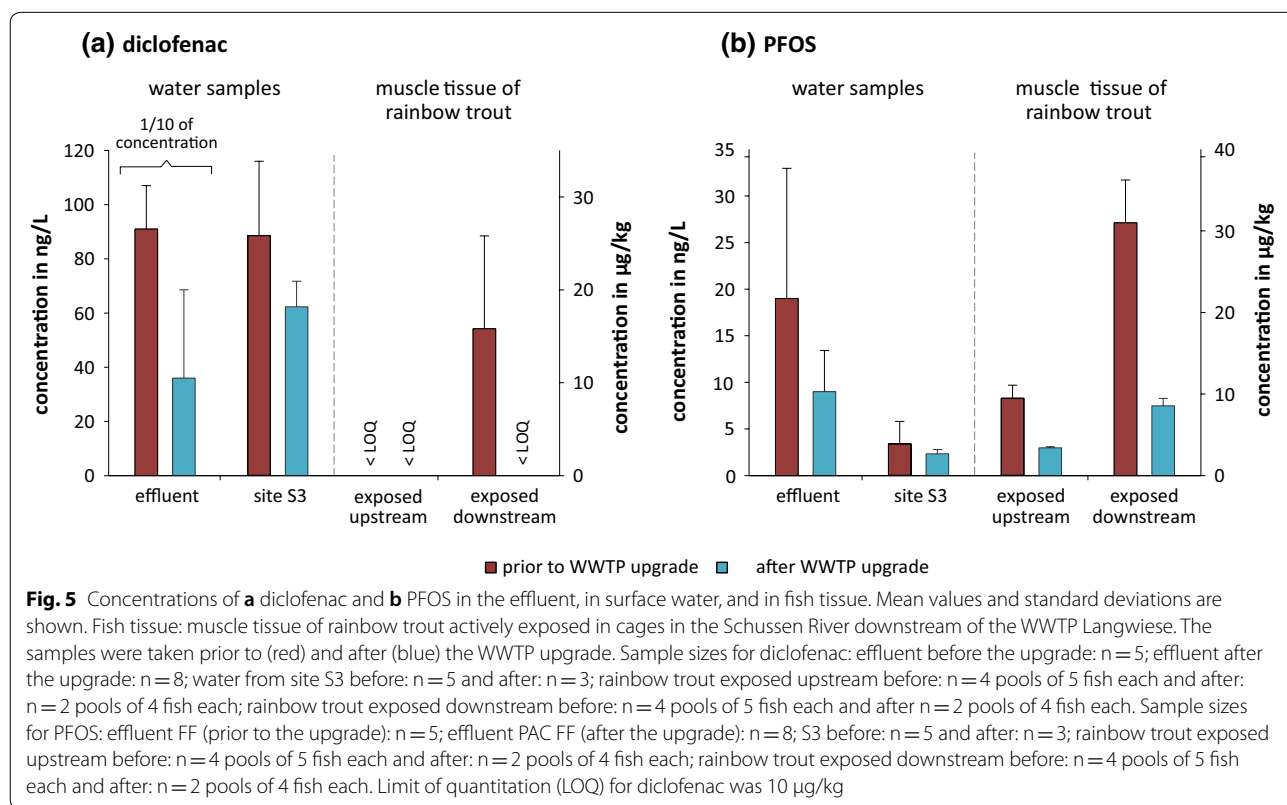 (a) diclofenac
water samples
muscle tissue of
rainbow trout
1/10 of
concentration
concentration in ng/L
120
100
80
60
40
20
0
< LOQ
< LOQ
< LOQ
30
20
10
0
concentration in µg/kg
effluent
site S3
exposed
upstream
exposed
downstream
(b) PFOS
water samples
muscle tissue of
rainbow trout
concentration in ng/L
35
30
25
20
15
10
5
0
40
30
20
10
0
concentration in µg/kg
effluent
site S3
exposed
upstream
exposed
downstream
prior to WWTP upgrade
after WWTP upgrade
Fig. 5 Concentrations of a diclofenac and b PFOS in the effluent, in surface water, and in fish tissue. Mean values and standard deviations are
shown. Fish tissue: muscle tissue of rainbow trout actively exposed in cages in the Schussen River downstream of the WWTP Langwiese. The
samples were taken prior to (red) and after (blue) the WWTP upgrade. Sample sizes for diclofenac: effluent before the upgrade: n = 5; effluent after
the upgrade: n = 8; water from site S3 before: n = 5 and after: n = 3; rainbow trout exposed upstream before: n = 4 pools of 5 fish each and after:
n = 2 pools of 4 fish each; rainbow trout exposed downstream before: n = 4 pools of 5 fish each and after n = 2 pools of 4 fish each. Sample sizes
for PFOS: effluent FF (prior to the upgrade): n = 5; effluent PAC FF (after the upgrade): n = 8; S3 before: n = 5 and after: n = 3; rainbow trout exposed
upstream before: n = 4 pools of 5 fish each and after: n = 2 pools of 4 fish each; rainbow trout exposed downstream before: n = 4 pools of 5 fish
each and after: n = 2 pools of 4 fish each. Limit of quantitation (LOQ) for diclofenac was 10 µg/kg